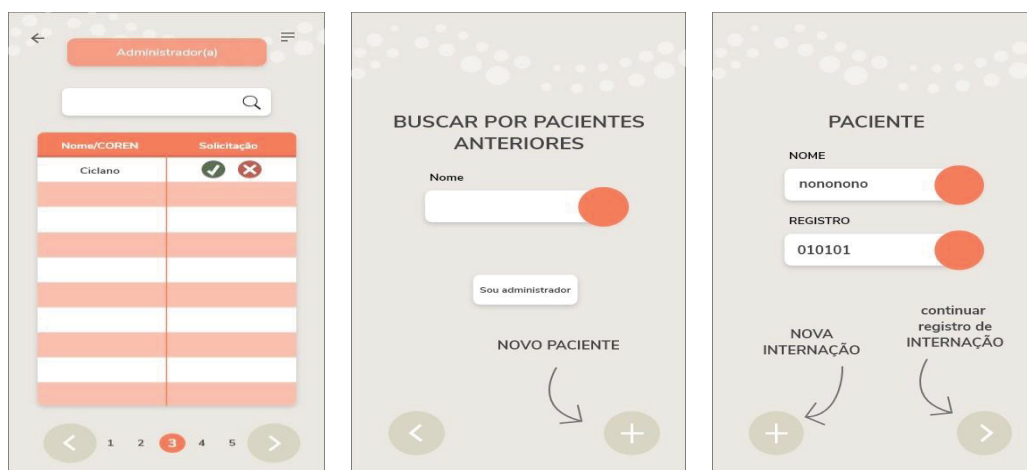 Administrador(a)
Nome/COREN Solicitação
Ciclano
1 2 3 4 5
BUSCAR POR PACIENTES
ANTERIORES
Nome
Sou administrador
NOVO PACIENTE
PACIENTE
NOME
nononono
REGISTRO
010101
NOVA
INTERNAÇÃO
continuar
registro de
INTERNAÇÃO